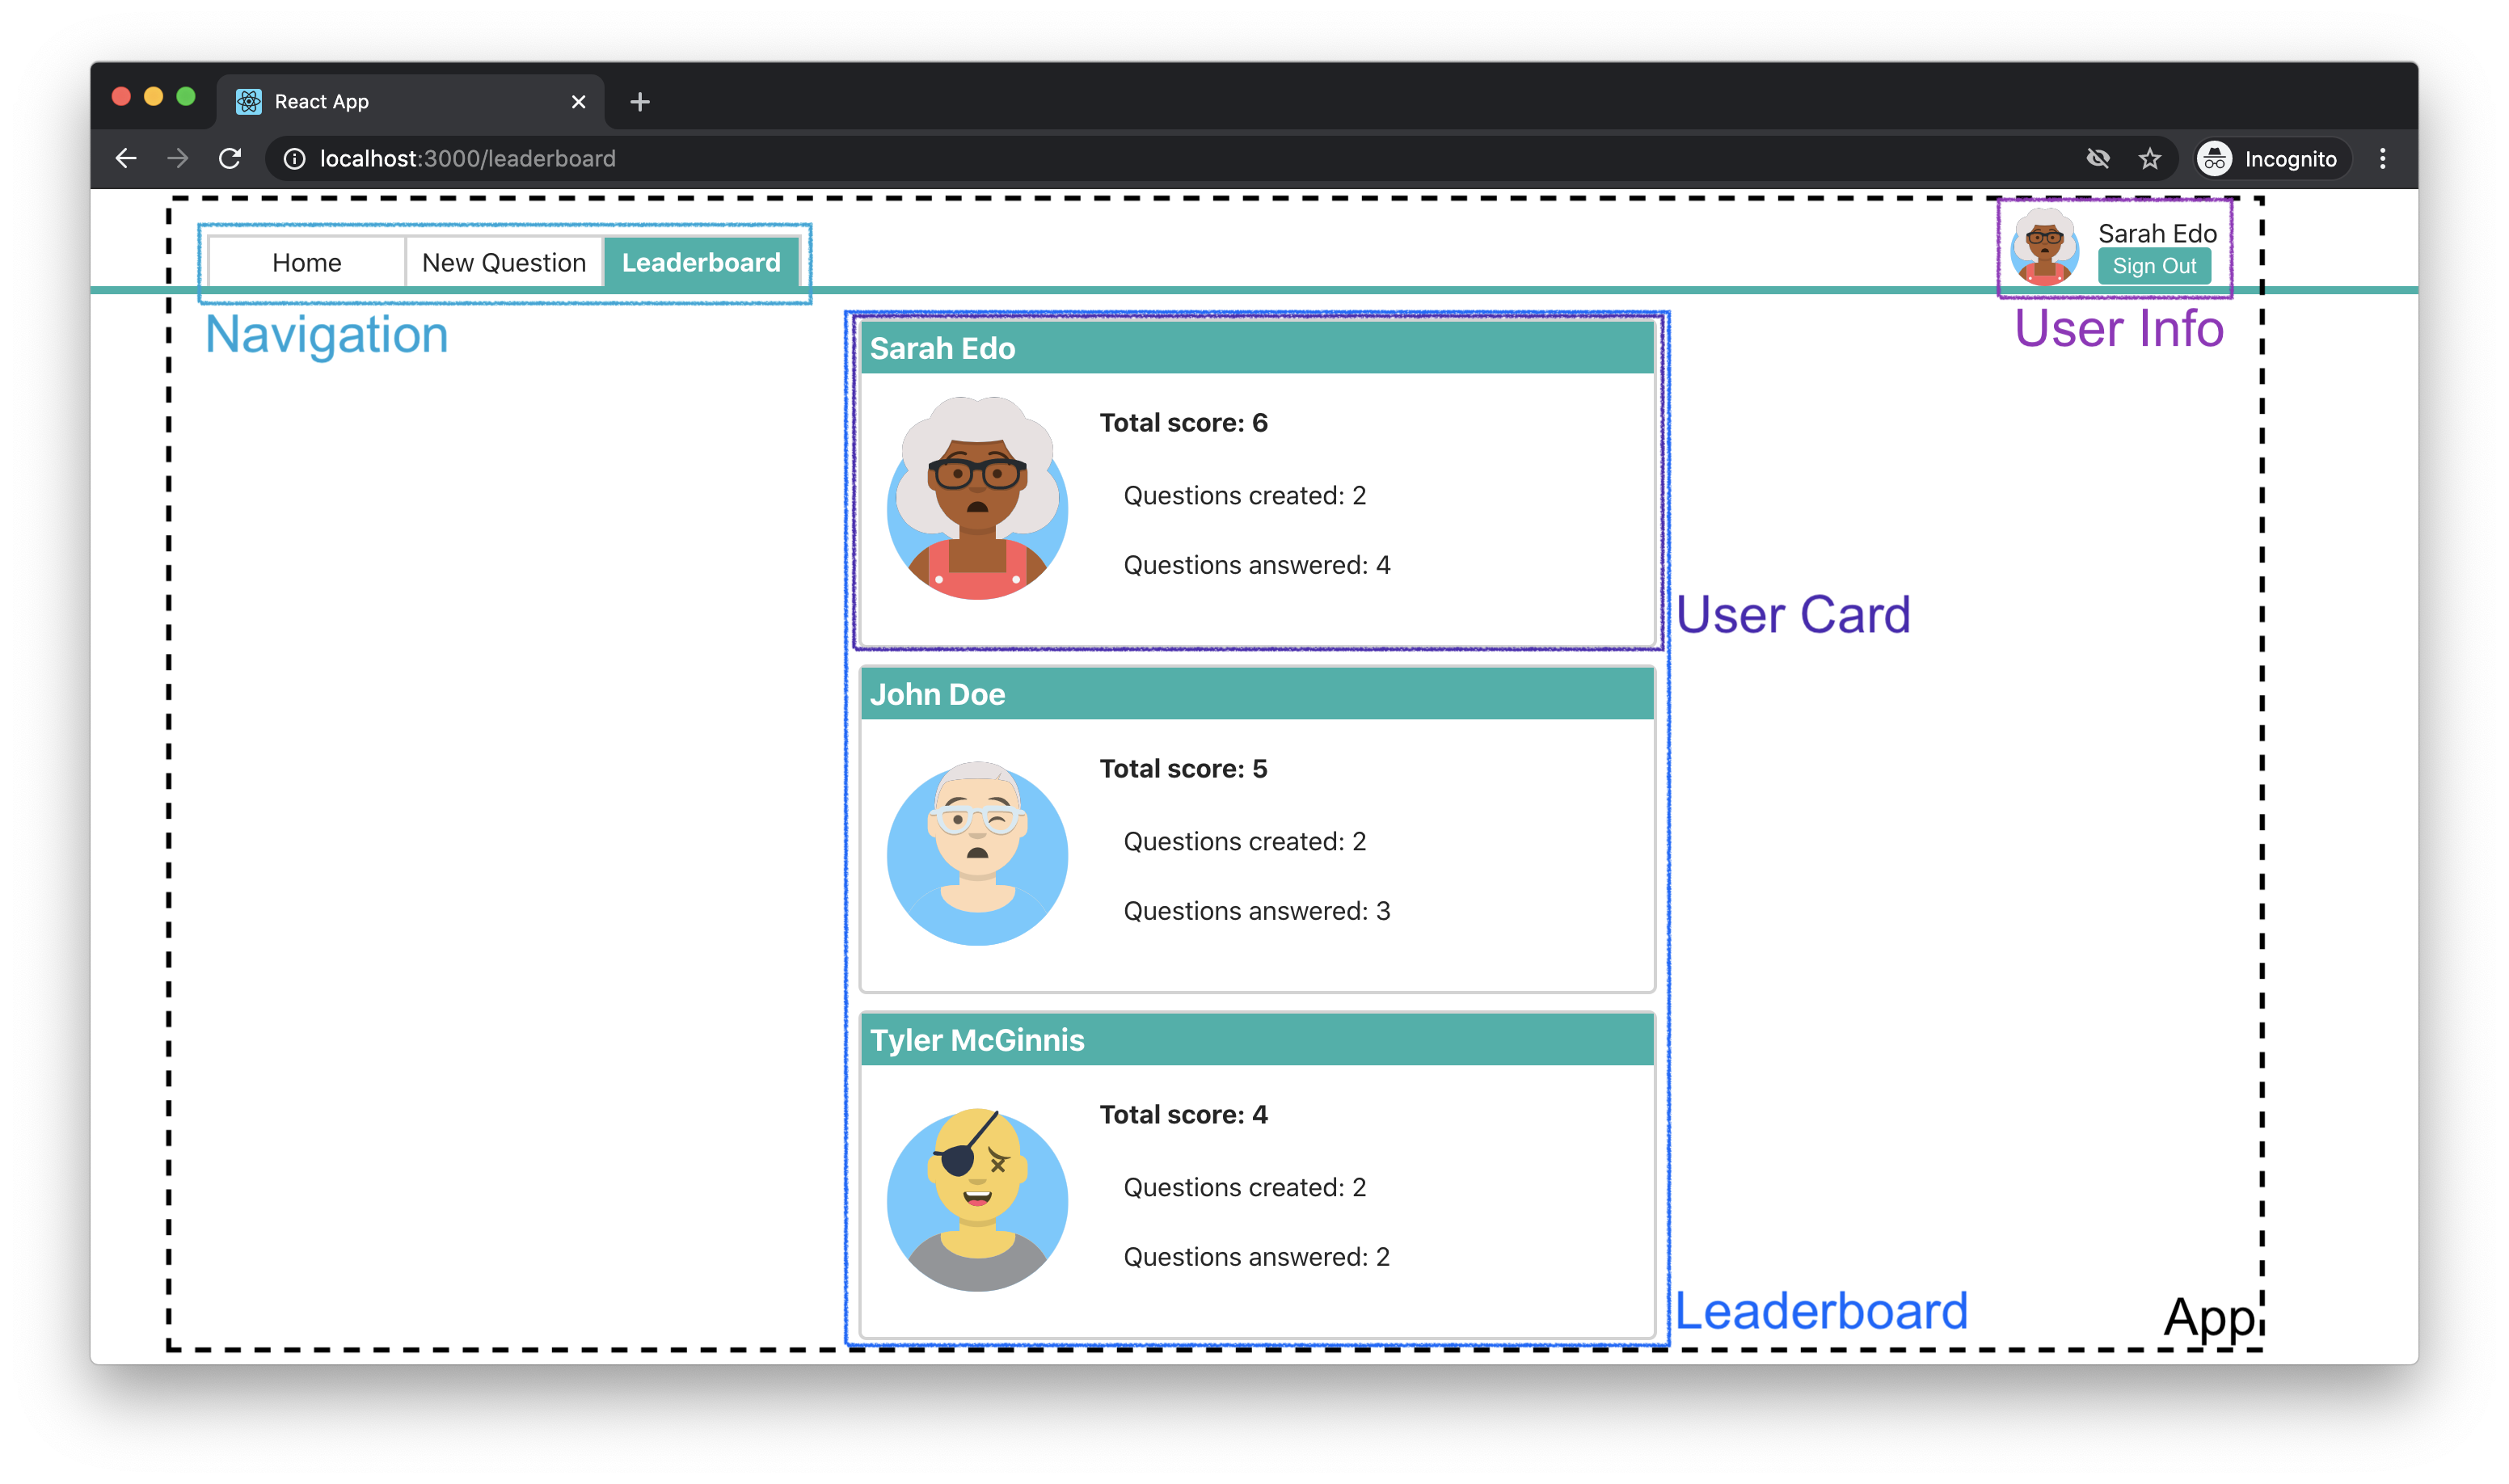 React App
localhost:3000/leaderboard
Incognito
Home
New Question
Leaderboard
Sarah Edo
Sign Out
Navigation
User Info
Sarah Edo
Total score: 6
Questions created: 2
Questions answered: 4
User Card
John Doe
Total score: 5
Questions created: 2
Questions answered: 3
Tyler McGinnis
Total score: 4
Questions created: 2
Questions answered: 2
Leaderboard
App